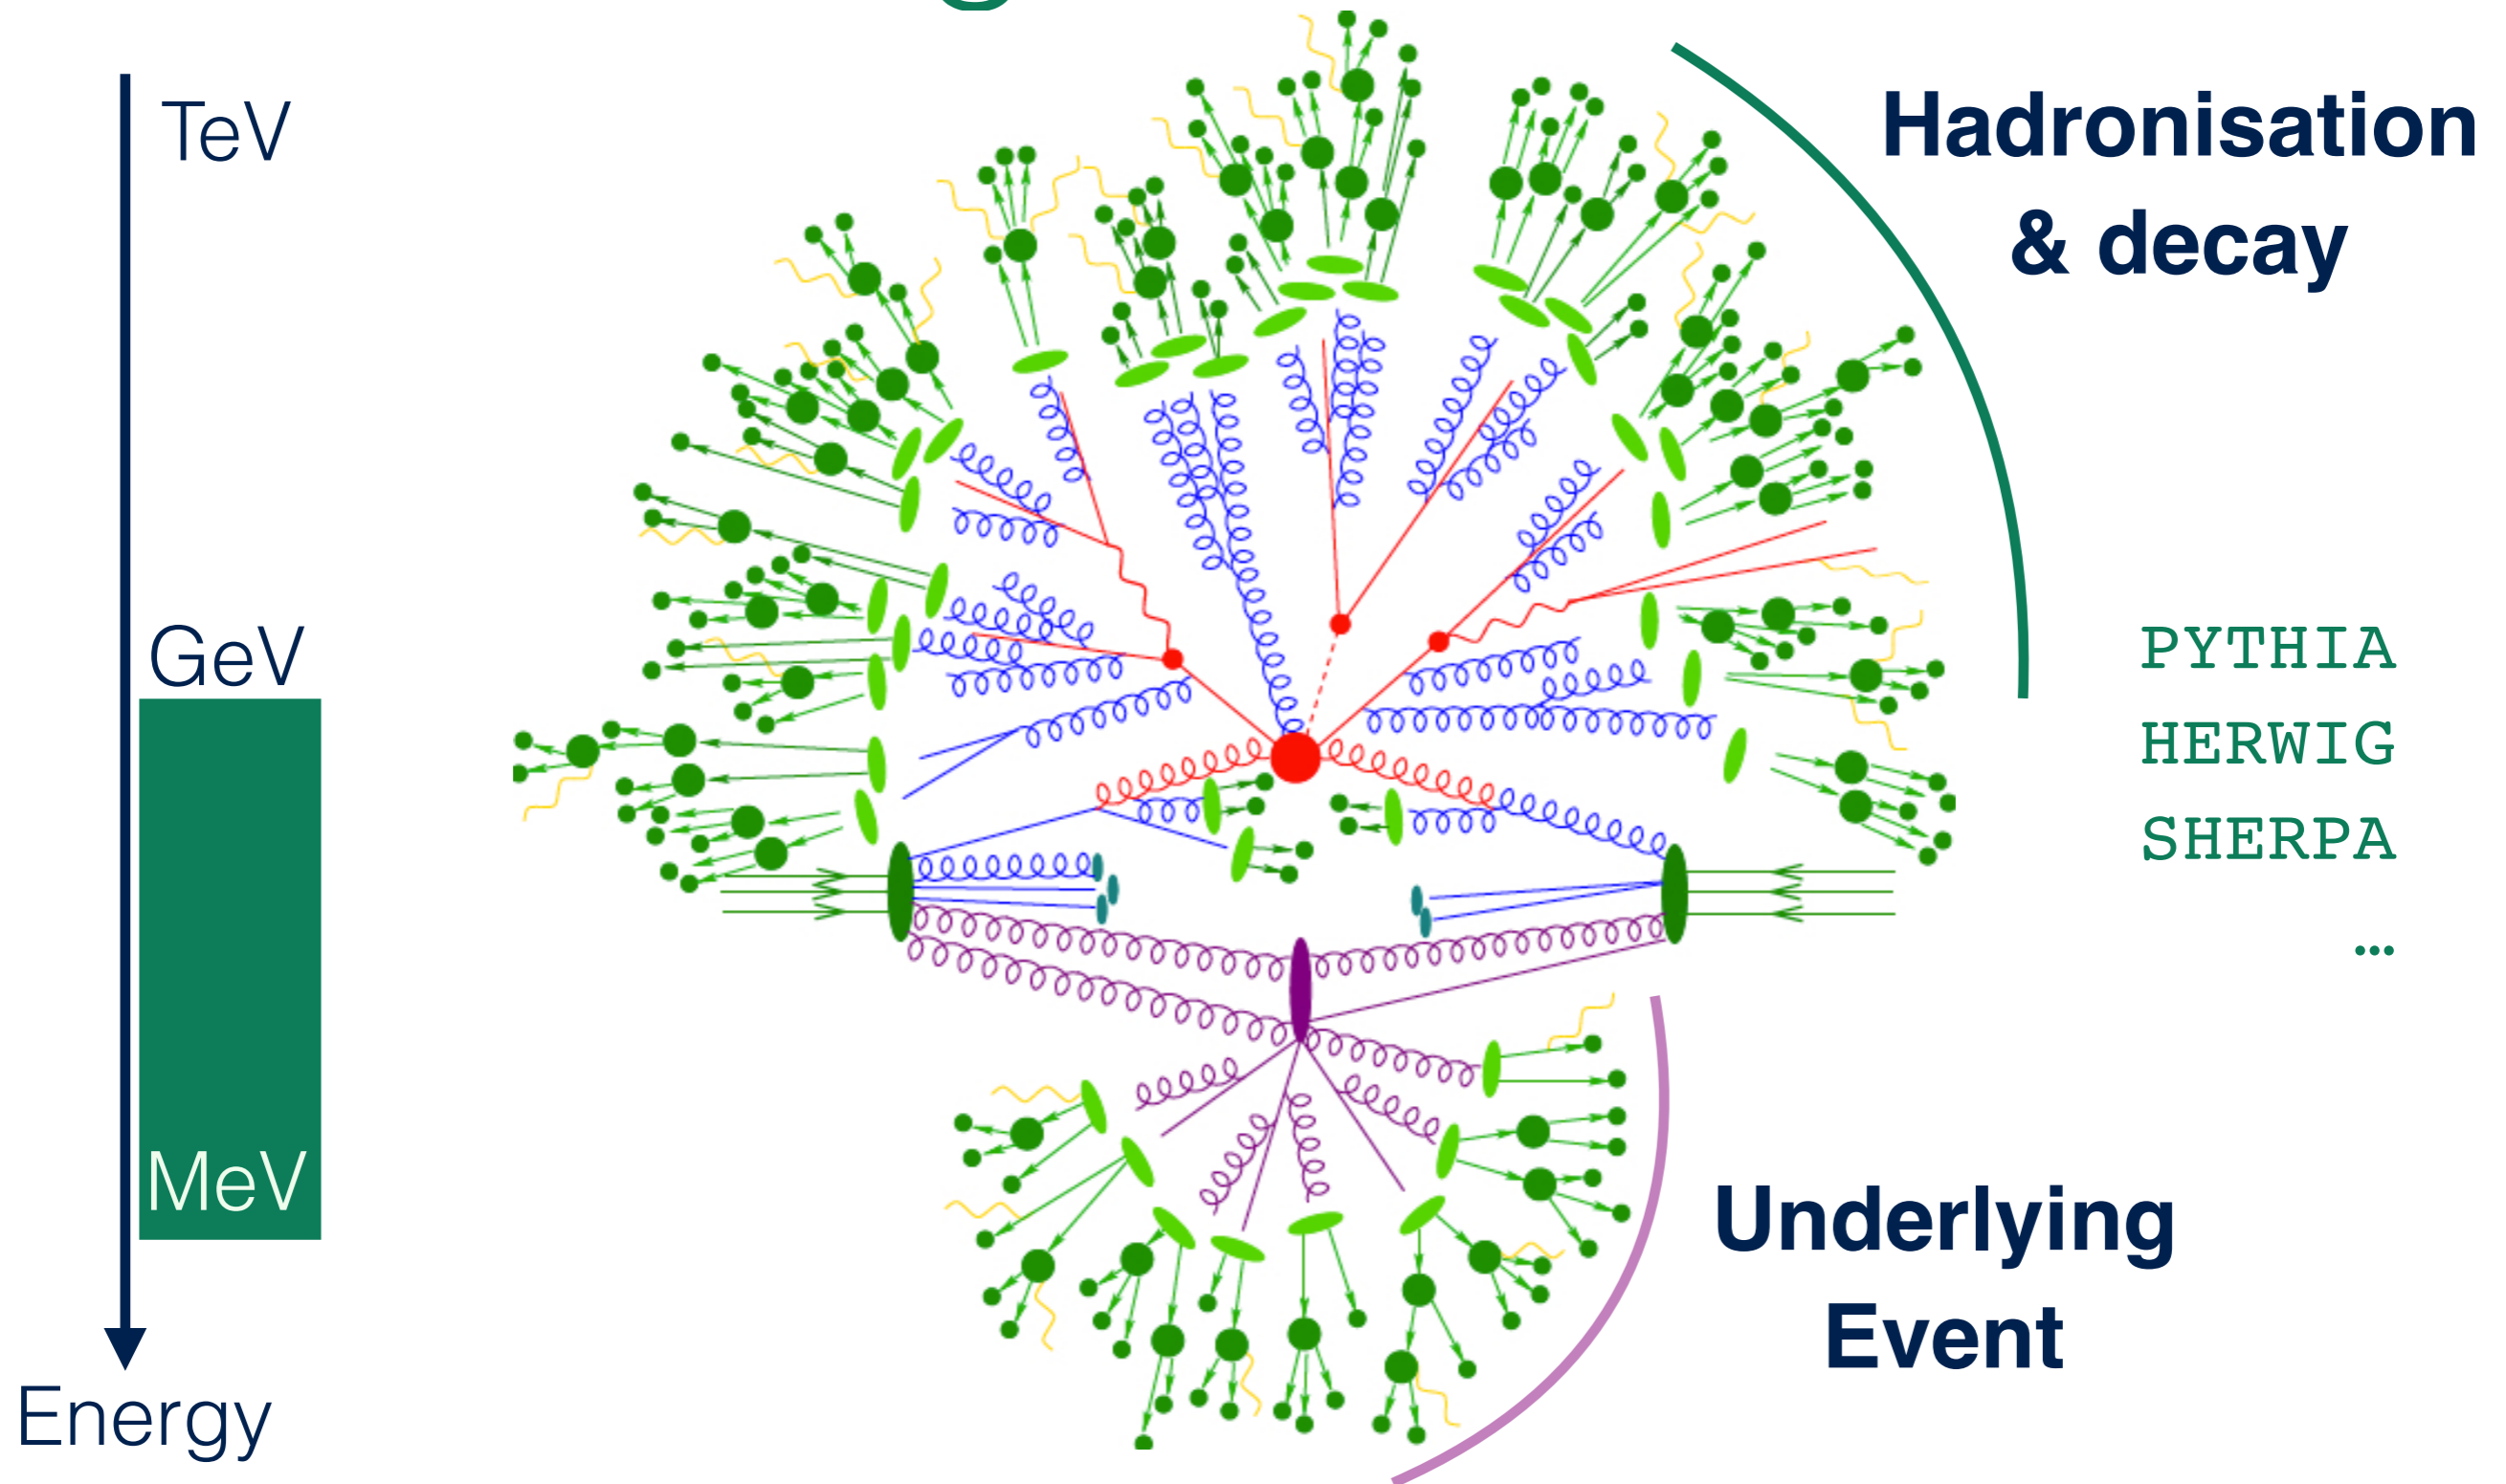 TeV
GeV
MeV
Energy
Hadronisation
& decay
PYTHIA
HERWIG
SHERPA
…
Underlying
Event